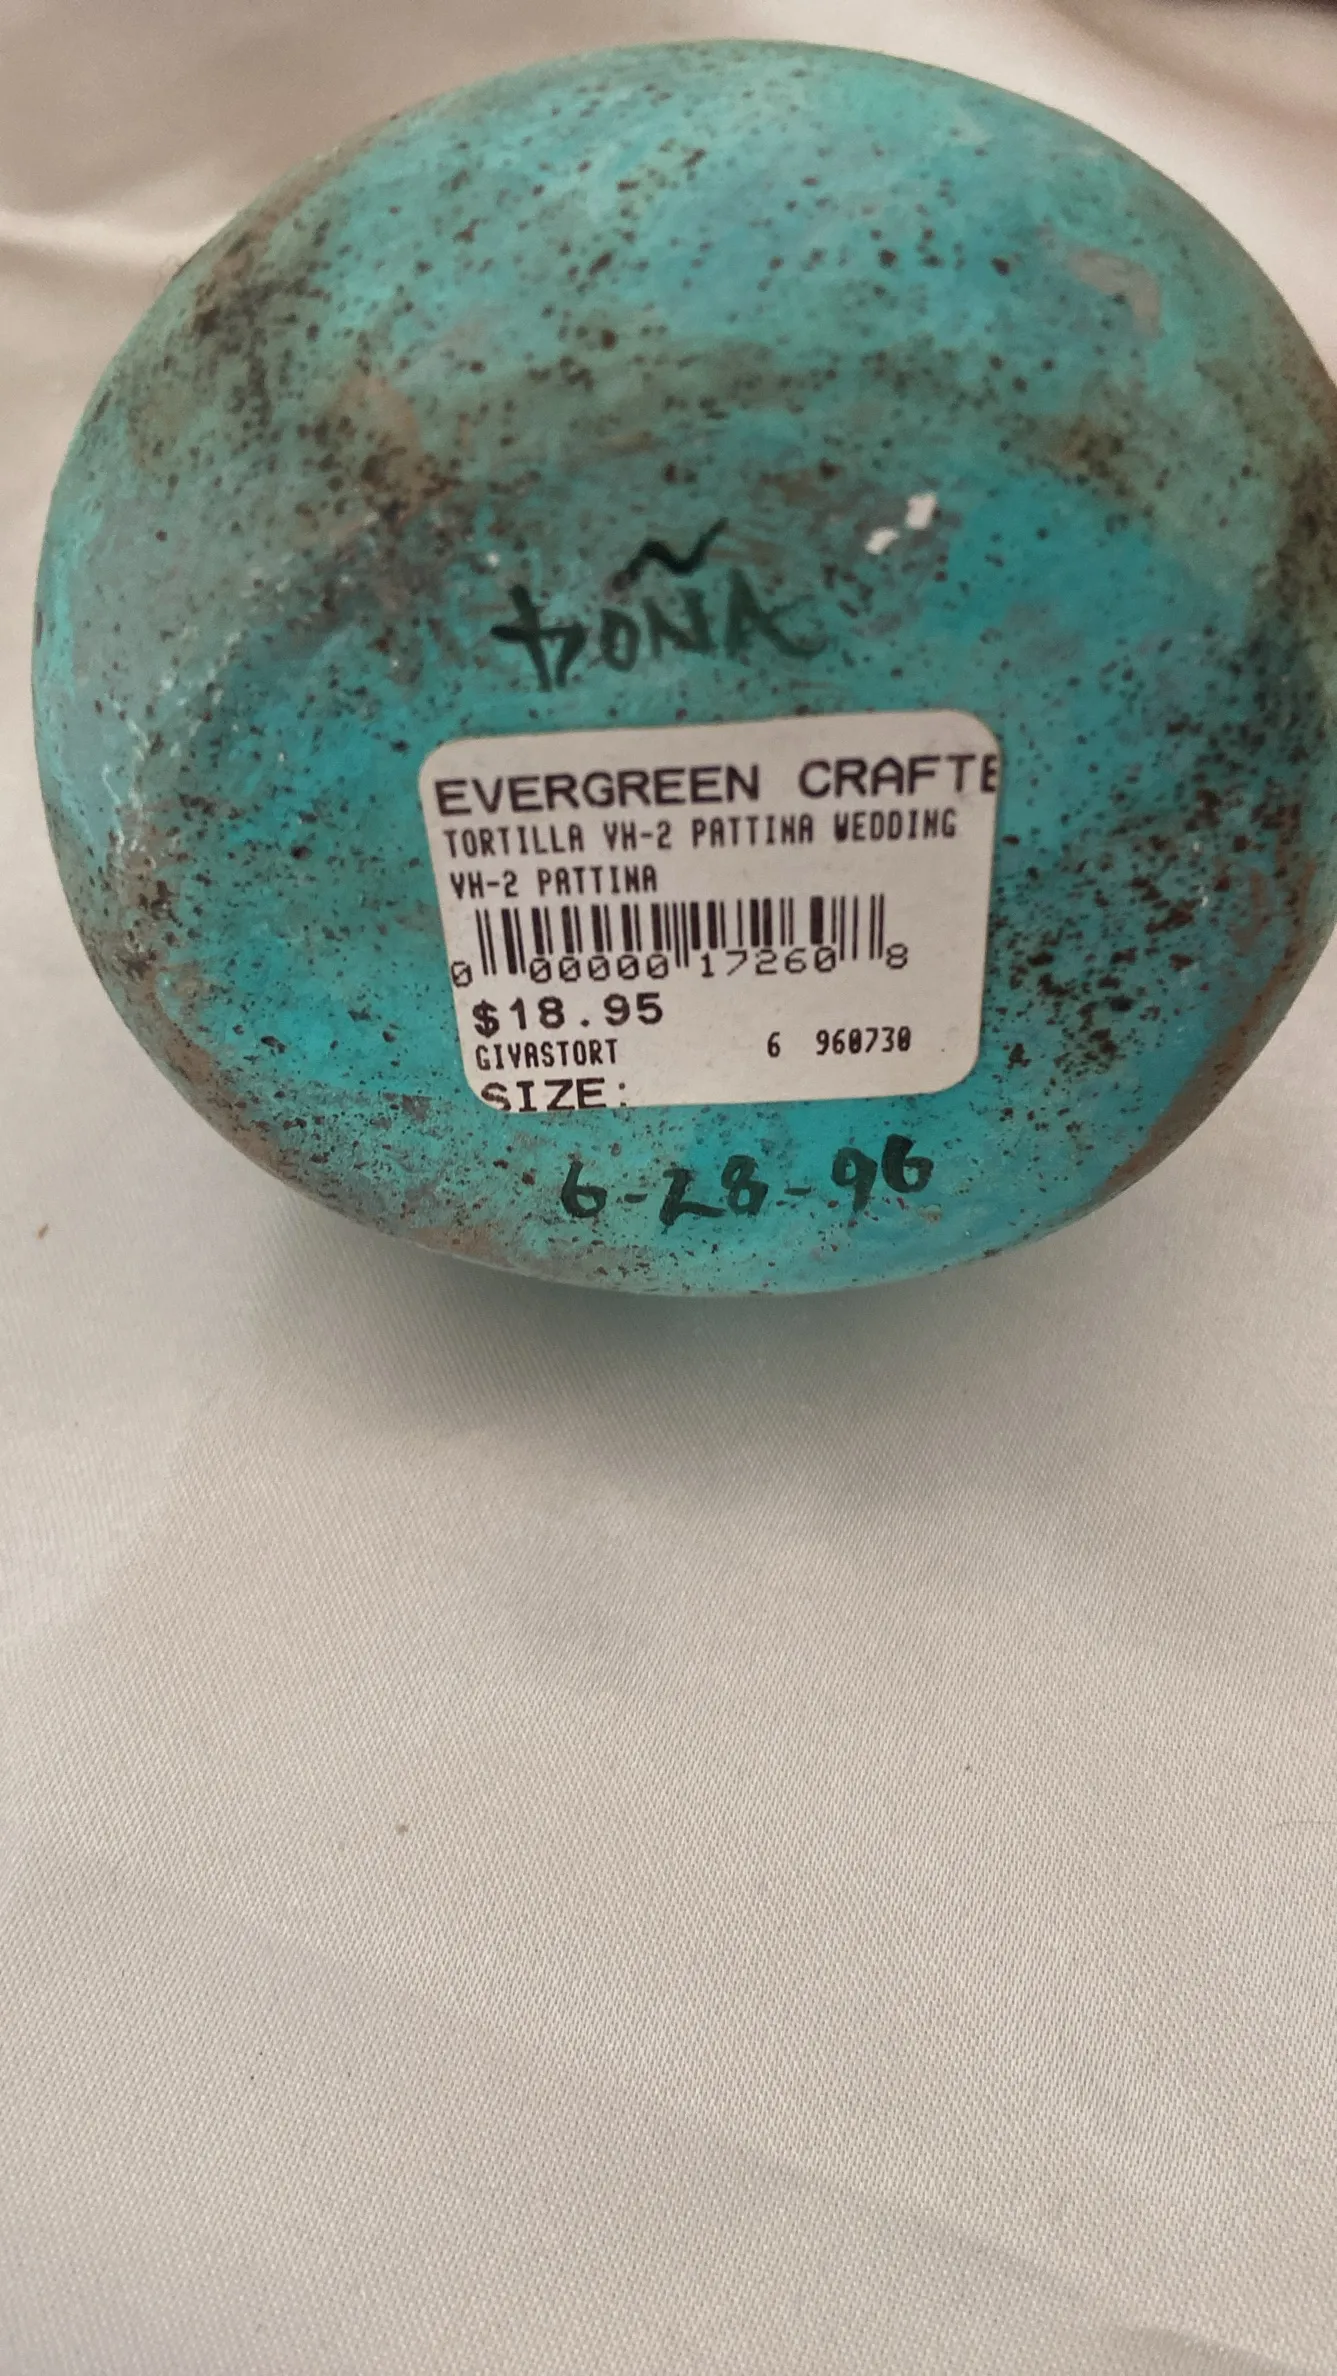 ÐOÑA
EVERGREEN CRAFTE
TORTILLA VH-2 PATTINA WEDDING
VH-2 PATTINA
0 00000 17260 8
$18.95
GIVASTORT 6 960730
SIZE:
6-28-96